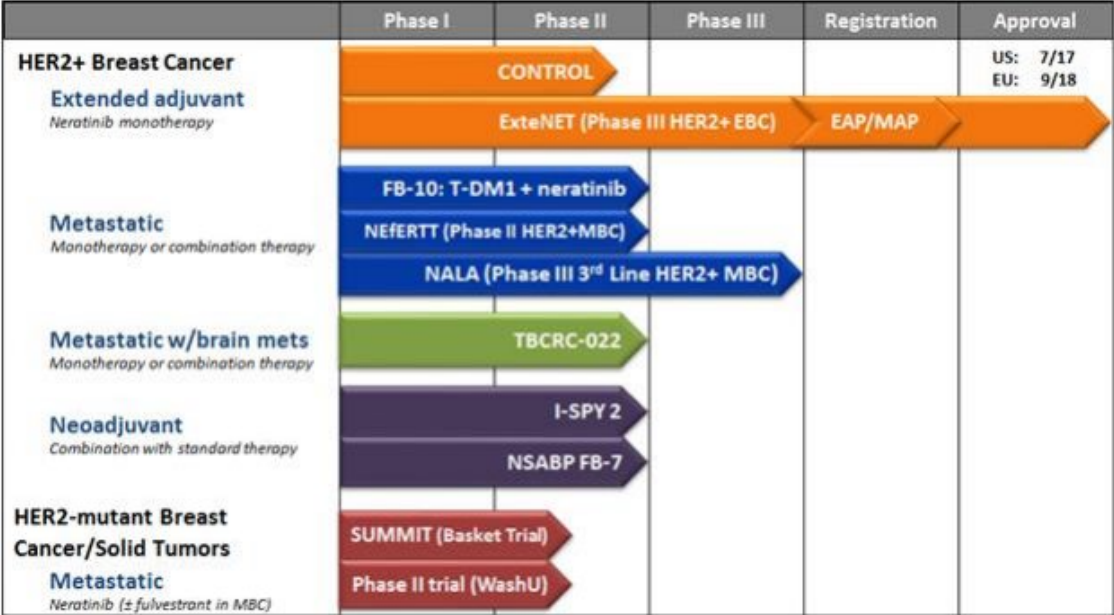 Phase I Phase II Phase III Registration Approval
HER2+ Breast Cancer
CONTROL
US: 7/17
EU: 9/18
Extended adjuvant
Neratinib monotherapy
ExteNET (Phase III HER2+ EBC)
EAP/MAP
FB-10: T-DM1 + neratinib
Metastatic
Monotherapy or combination therapy
NEfERTT (Phase II HER2+MBC)
NALA (Phase III 3rd Line HER2+ MBC)
Metastatic w/brain mets
Monotherapy or combination therapy
TBCRC-022
I-SPY 2
Neoadjuvant
Combination with standard therapy
NSABP FB-7
HER2-mutant Breast
Cancer/Solid Tumors
SUMMIT (Basket Trial)
Metastatic
Neratinib (± fulvestrant in MBC)
Phase II trial (WashU)